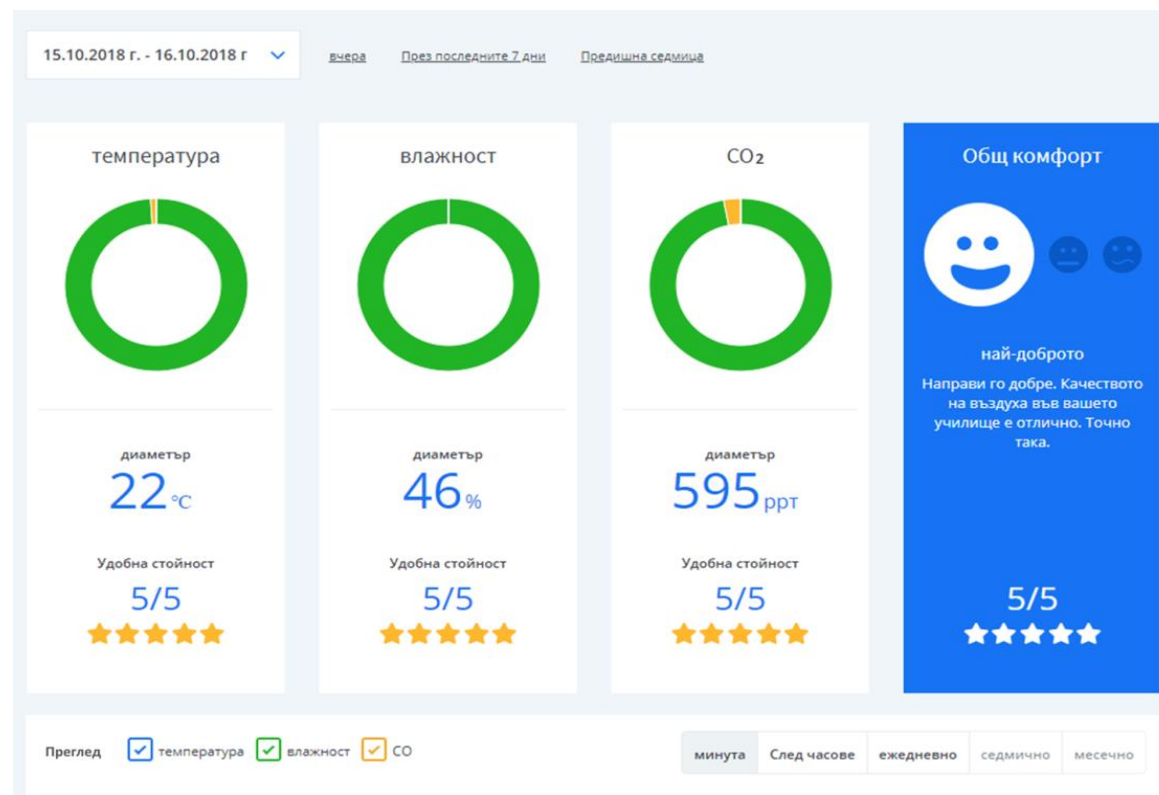 15.10.2018 г. - 16.10.2018 г
вчера
През последните 7 дни
Предишна седмица
температура
диаметър
22 °C
Удобна стойност
5/5
влажност
диаметър
46 %
Удобна стойност
5/5
CO2
диаметър
595 ppт
Удобна стойност
5/5
Общ комфорт
най-доброто
Направи го добре. Качеството
на въздуха във вашето
училище е отлично. Точно
така.
5/5
Преглед
температура
влажност
CO
минута
След часове
ежедневно
седмично
месечно